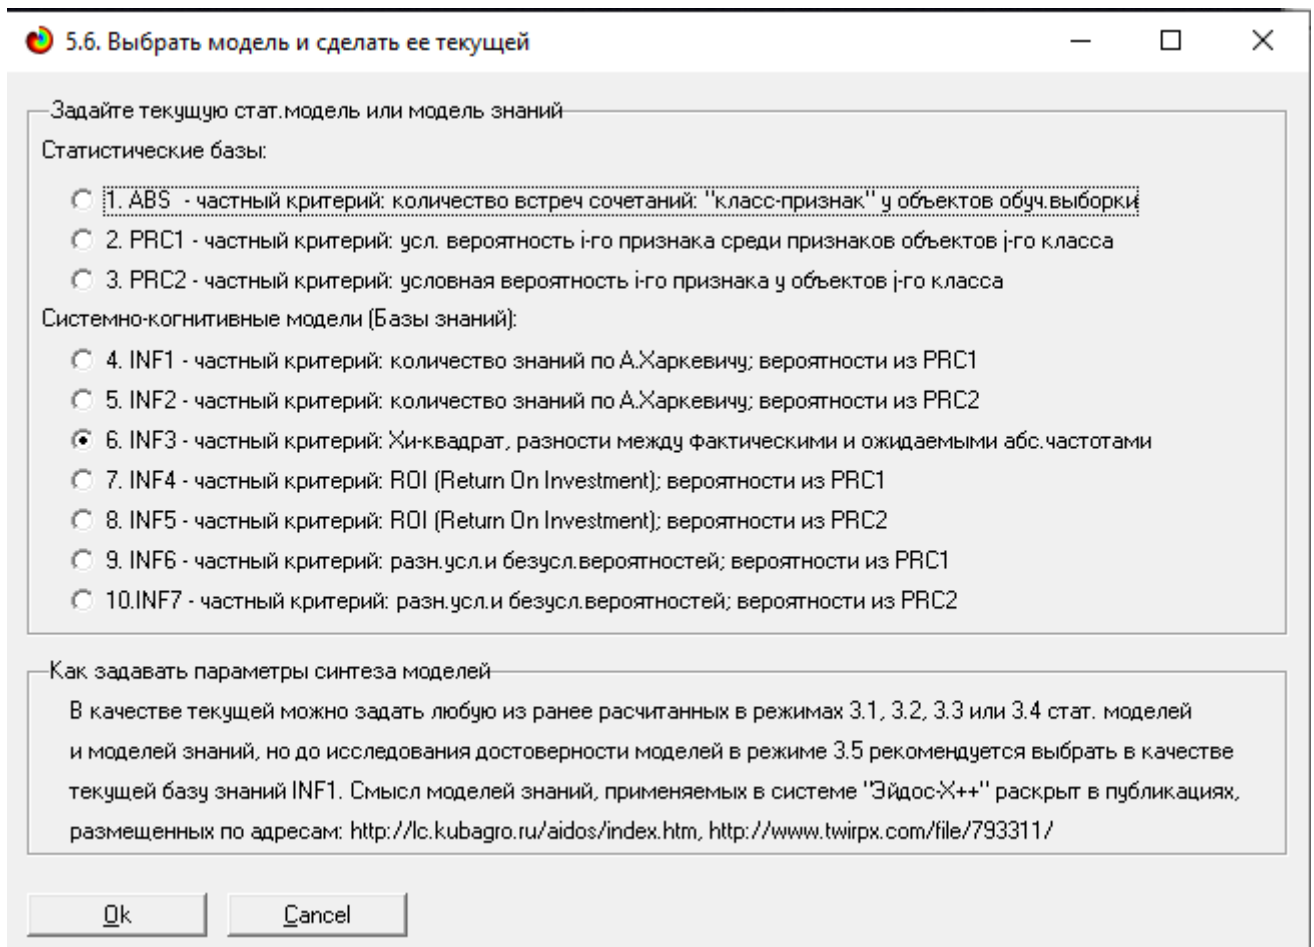 5.6. Выбрать модель и сделать ее текущей
Задайте текущую стат.модель или модель знаний
Статистические базы:
1. ABS - частный критерий: количество встреч сочетаний: "класс-признак" у объектов обуч.выборки
2. PRC1 - частный критерий: усл. вероятность i-го признака среди признаков объектов j-го класса
3. PRC2 - частный критерий: условная вероятность i-го признака у объектов j-го класса
Системно-когнитивные модели (Базы знаний):
4. INF1 - частный критерий: количество знаний по А.Харкевичу; вероятности из PRC1
5. INF2 - частный критерий: количество знаний по А.Харкевичу; вероятности из PRC2
6. INF3 - частный критерий: Хи-квадрат, разности между фактическими и ожидаемыми абс.частотами
7. INF4 - частный критерий: ROI (Return On Investment); вероятности из PRC1
8. INF5 - частный критерий: ROI (Return On Investment); вероятности из PRC2
9. INF6 - частный критерий: разн.усл.и безусл.вероятностей; вероятности из PRC1
10.INF7 - частный критерий: разн.усл.и безусл.вероятностей; вероятности из PRC2
Как задавать параметры синтеза моделей
В качестве текущей можно задать любую из ранее расчитанных в режимах 3.1, 3.2, 3.3 или 3.4 стат. моделей
и моделей знаний, но до исследования достоверности моделей в режиме 3.5 рекомендуется выбрать в качестве
текущей базу знаний INF1. Смысл моделей знаний, применяемых в системе "Эйдос-Х++" раскрыт в публикациях,
размещенных по адресам: http://lc.kubagro.ru/aidos/index.htm, http://www.twirpx.com/file/793311/
Ok
Cancel